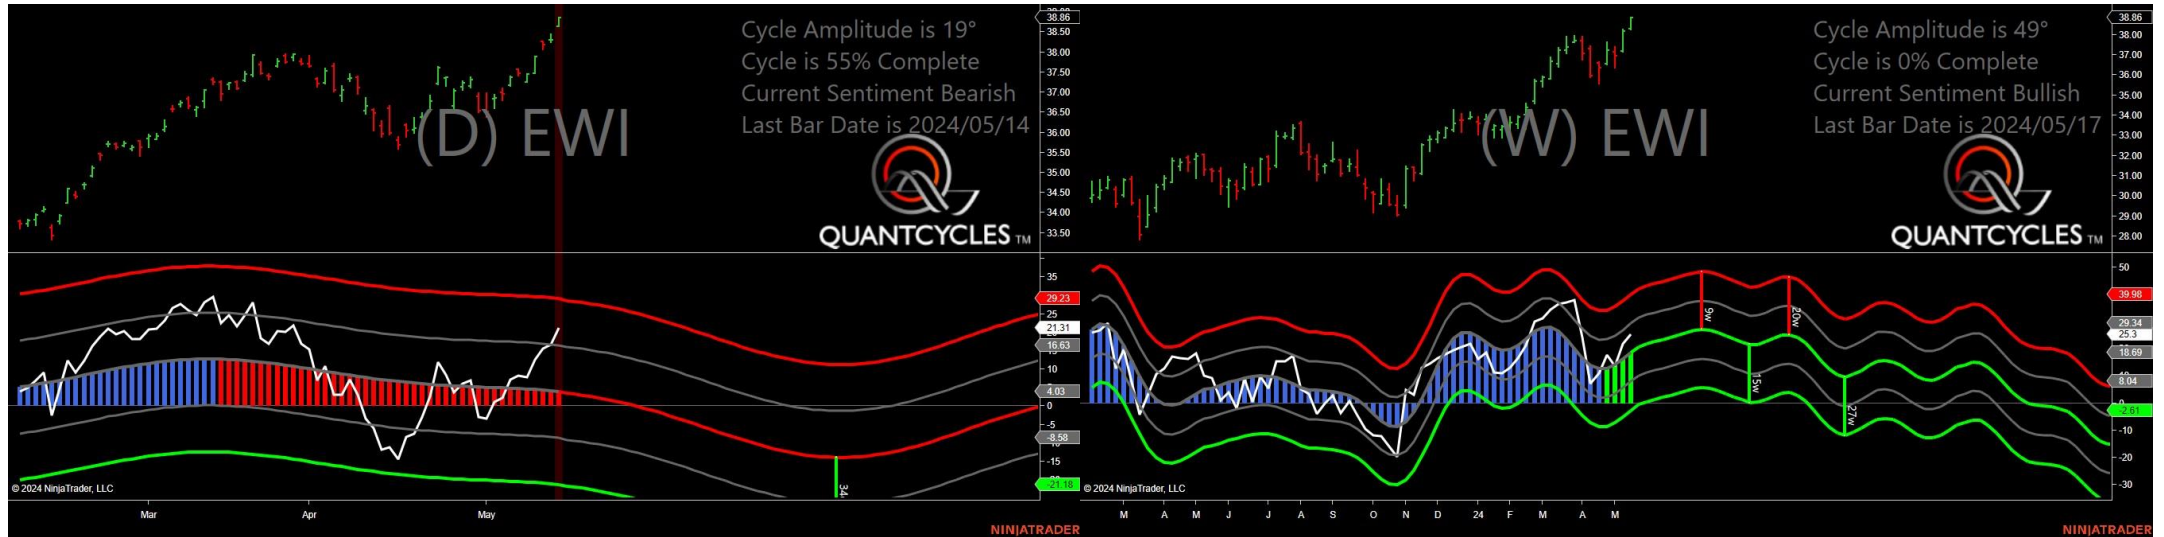 Cycle Amplitude is 19°
Cycle is 55% Complete
Current Sentiment Bearish
Last Bar Date is 2024/05/14
(D) EWI
QUANTCYCLES TM
38.86
38.50
38.00
37.50
37.00
36.50
36.00
35.50
35.00
34.50
34.00
33.50
35
29.23
25
21.31
16.63
10
4.03
0
-5
-8.58
-15
-21.18
34
© 2024 NinjaTrader, LLC
Mar Apr May
NINJATRADER
Cycle Amplitude is 49°
Cycle is 0% Complete
Current Sentiment Bullish
Last Bar Date is 2024/05/17
(W) EWI
QUANTCYCLES TM
38.86
38.00
36.00
35.00
34.00
33.00
32.00
31.00
30.00
29.00
28.00
50
39.98
29.34
25.3
18.69
8.04
0
-2.61
-10
-20
-30
9w
15w
20w
27w
© 2024 NinjaTrader, LLC
M A M J J A S O N D 24 F M A M
NINJATRADER